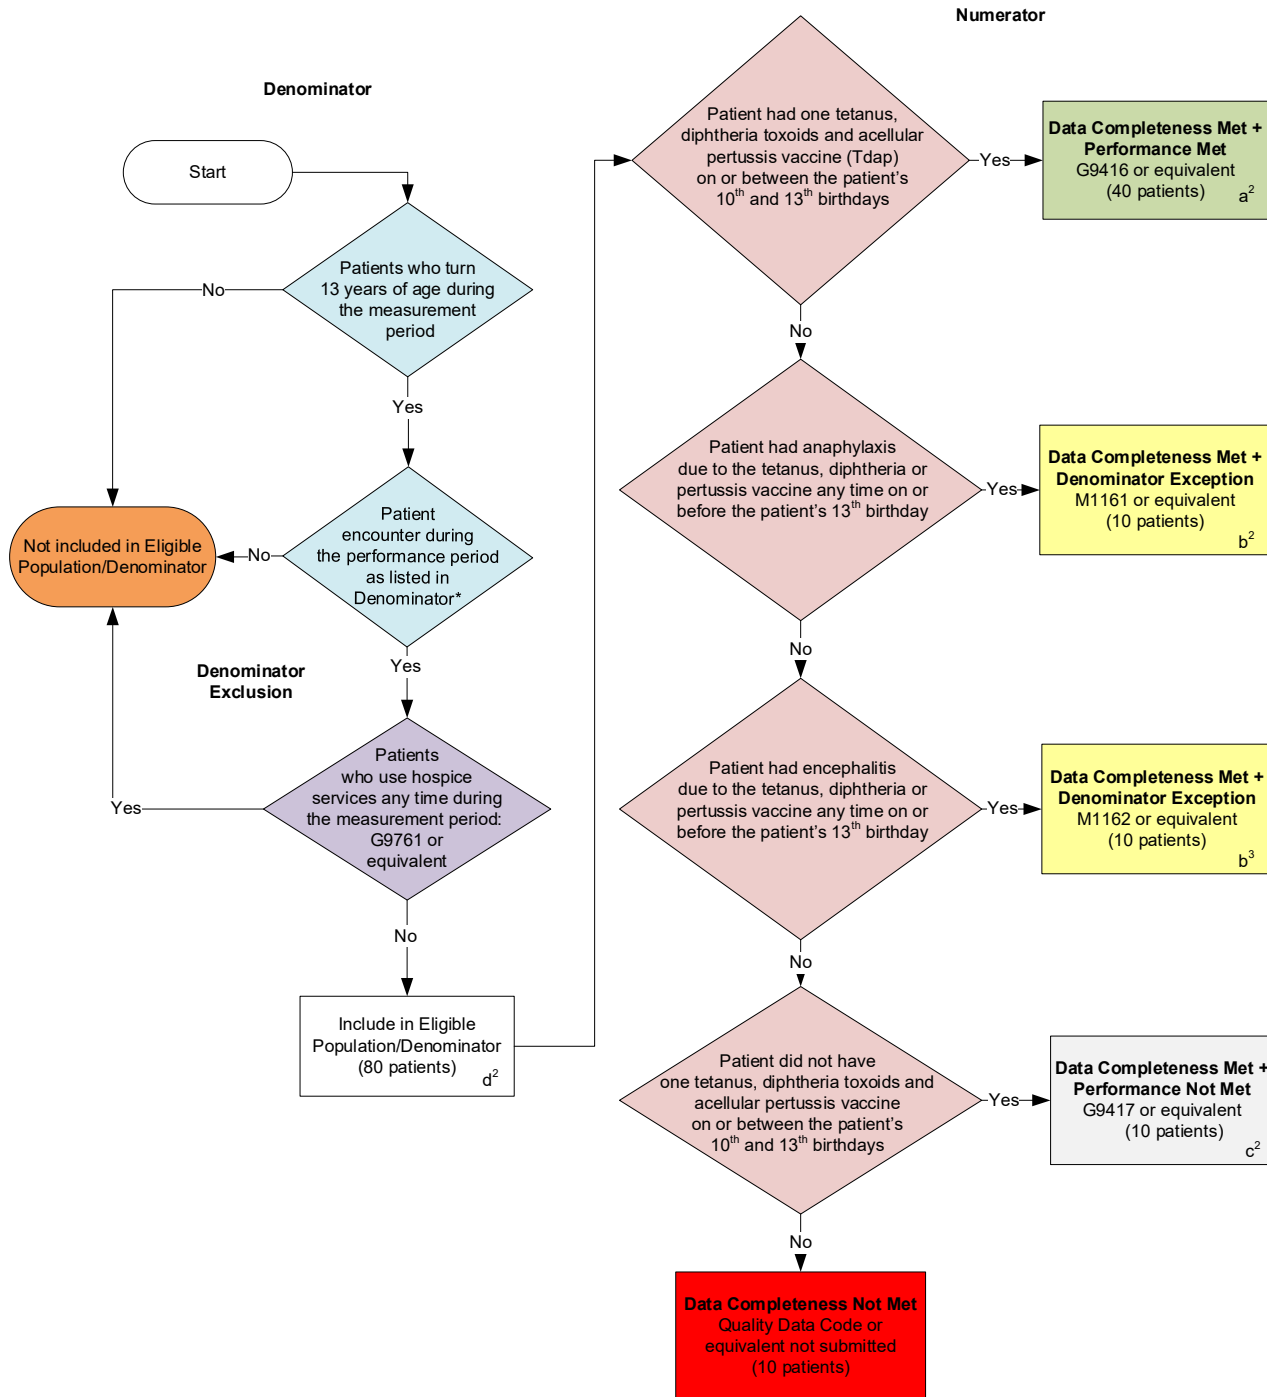 Numerator
Denominator
Start
Patients who turn
13 years of age during
the measurement
period
No
Yes
Patient
encounter during
the performance period
as listed in
Denominator*
No
Not included in Eligible
Population/Denominator
Yes
Denominator
Exclusion
Patients
who use hospice
services any time during
the measurement period:
G9761 or
equivalent
Yes
No
Include in Eligible
Population/Denominator
(80 patients)
d²
Patient had one tetanus,
diphtheria toxoids and acellular
pertussis vaccine (Tdap)
on or between the patient’s
10th and 13th birthdays
Yes
Data Completeness Met +
Performance Met
G9416 or equivalent
(40 patients)
a²
No
Patient had anaphylaxis
due to the tetanus, diphtheria or
pertussis vaccine any time on or
before the patient’s 13th birthday
Yes
Data Completeness Met +
Denominator Exception
M1161 or equivalent
(10 patients)
b²
No
Patient had encephalitis
due to the tetanus, diphtheria or
pertussis vaccine any time on or
before the patient’s 13th birthday
Yes
Data Completeness Met +
Denominator Exception
M1162 or equivalent
(10 patients)
b³
No
Patient did not have
one tetanus, diphtheria toxoids and
acellular pertussis vaccine
on or between the patient’s
10th and 13th birthdays
Yes
Data Completeness Met +
Performance Not Met
G9417 or equivalent
(10 patients)
c²
No
Data Completeness Not Met
Quality Data Code or
equivalent not submitted
(10 patients)